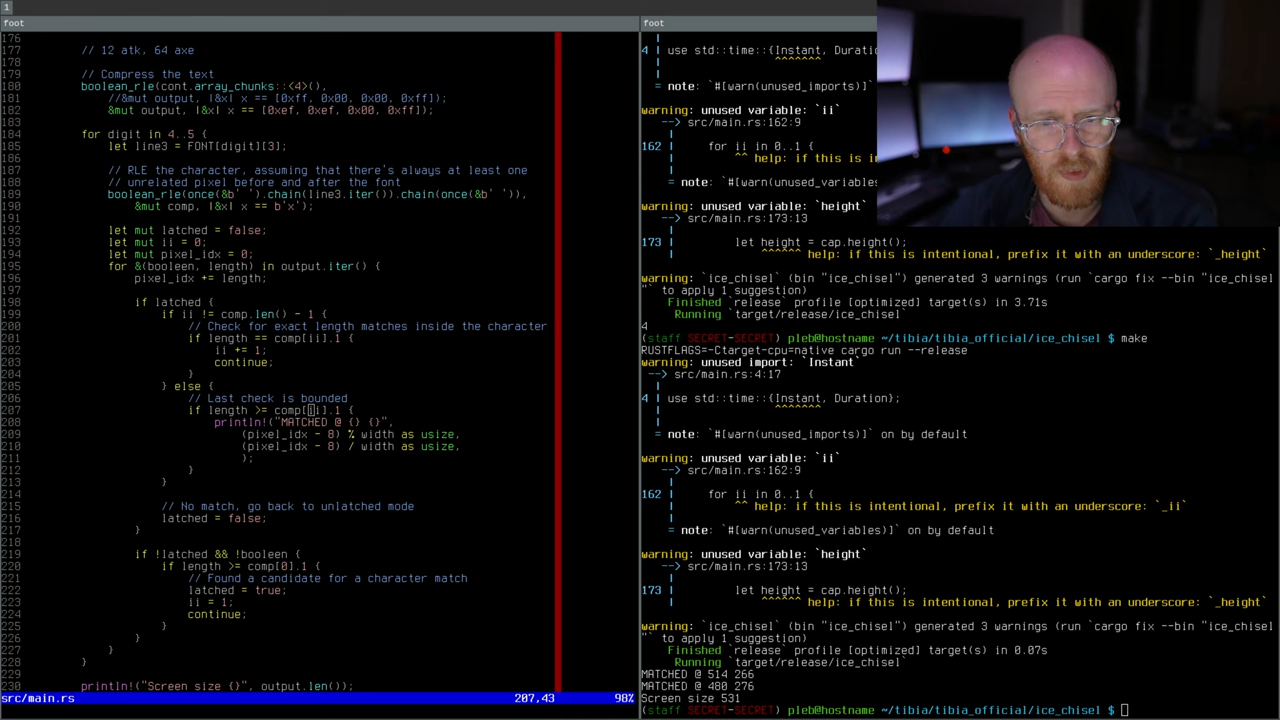 1
foot
176
177 // 12 atk, 64 axe
178
179 // Compress the text
180 boolean_rle(cont.array_chunks::<4>(),
181 //&mut output, |&x| x == [0xff, 0x00, 0x00, 0xff]);
182 &mut output, |&x| x == [0xef, 0xef, 0x00, 0xff]);
183
184 for digit in 4..5 {
185 let line3 = FONT[digit][3];
186
187 // RLE the character, assuming that there's always at least one
188 // unrelated pixel before and after the font
189 boolean_rle(once(&b' ').chain(line3.iter()).chain(once(&b' ')),
190 &mut comp, |&x| x == b'x');
191
192 let mut latched = false;
193 let mut ii = 0;
194 let mut pixel_idx = 0;
195 for &(boolean, length) in output.iter() {
196 pixel_idx += length;
197
198 if latched {
199 if ii != comp.len() - 1 {
200 // Check for exact length matches inside the character
201 if length == comp[ii].1 {
202 ii += 1;
203 continue;
204 }
205 } else {
206 // Last check is bounded
207 if length >= comp[ii].1 {
208 println!("MATCHED @ {} {}",
209 (pixel_idx - 8) % width as usize,
210 (pixel_idx - 8) / width as usize,
211 );
212 }
213 }
214
215 // No match, go back to unlatched mode
216 latched = false;
217 }
218
219 if !latched && !boolean {
220 if length >= comp[0].1 {
221 // Found a candidate for a character match
222 latched = true;
223 ii = 1;
224 continue;
225 }
226 }
227 }
228 }
229
230 println!("Screen size {}", output.len());
src/main.rs 207,43 98%
foot
|
4 | use std::time::{Instant, Duration
| ^^^^^^^
|
= note: `#[warn(unused_imports)]`
warning: unused variable: `ii`
--> src/main.rs:162:9
|
162 | for ii in 0..1 {
| ^^ help: if this is in
|
= note: `#[warn(unused_variables
warning: unused variable: `height`
--> src/main.rs:173:13
|
173 | let height = cap.height();
| ^^^^^^ help: if this is intentional, prefix it with an underscore: `_height`
warning: `ice_chisel` (bin "ice_chisel") generated 3 warnings (run `cargo fix --bin "ice_chisel
"` to apply 1 suggestion)
Finished `release` profile [optimized] target(s) in 3.71s
Running `target/release/ice_chisel`
4
(staff SECRET-SECRET) pleb@hostname ~/tibia/tibia_official/ice_chisel $ make
RUSTFLAGS=-Ctarget-cpu=native cargo run --release
warning: unused import: `Instant`
--> src/main.rs:4:17
|
4 | use std::time::{Instant, Duration};
| ^^^^^^^
|
= note: `#[warn(unused_imports)]` on by default
warning: unused variable: `ii`
--> src/main.rs:162:9
|
162 | for ii in 0..1 {
| ^^ help: if this is intentional, prefix it with an underscore: `_ii`
|
= note: `#[warn(unused_variables)]` on by default
warning: unused variable: `height`
--> src/main.rs:173:13
|
173 | let height = cap.height();
| ^^^^^^ help: if this is intentional, prefix it with an underscore: `_height`
warning: `ice_chisel` (bin "ice_chisel") generated 3 warnings (run `cargo fix --bin "ice_chisel
"` to apply 1 suggestion)
Finished `release` profile [optimized] target(s) in 0.07s
Running `target/release/ice_chisel`
MATCHED @ 514 266
MATCHED @ 480 276
Screen size 531
(staff SECRET-SECRET) pleb@hostname ~/tibia/tibia_official/ice_chisel $